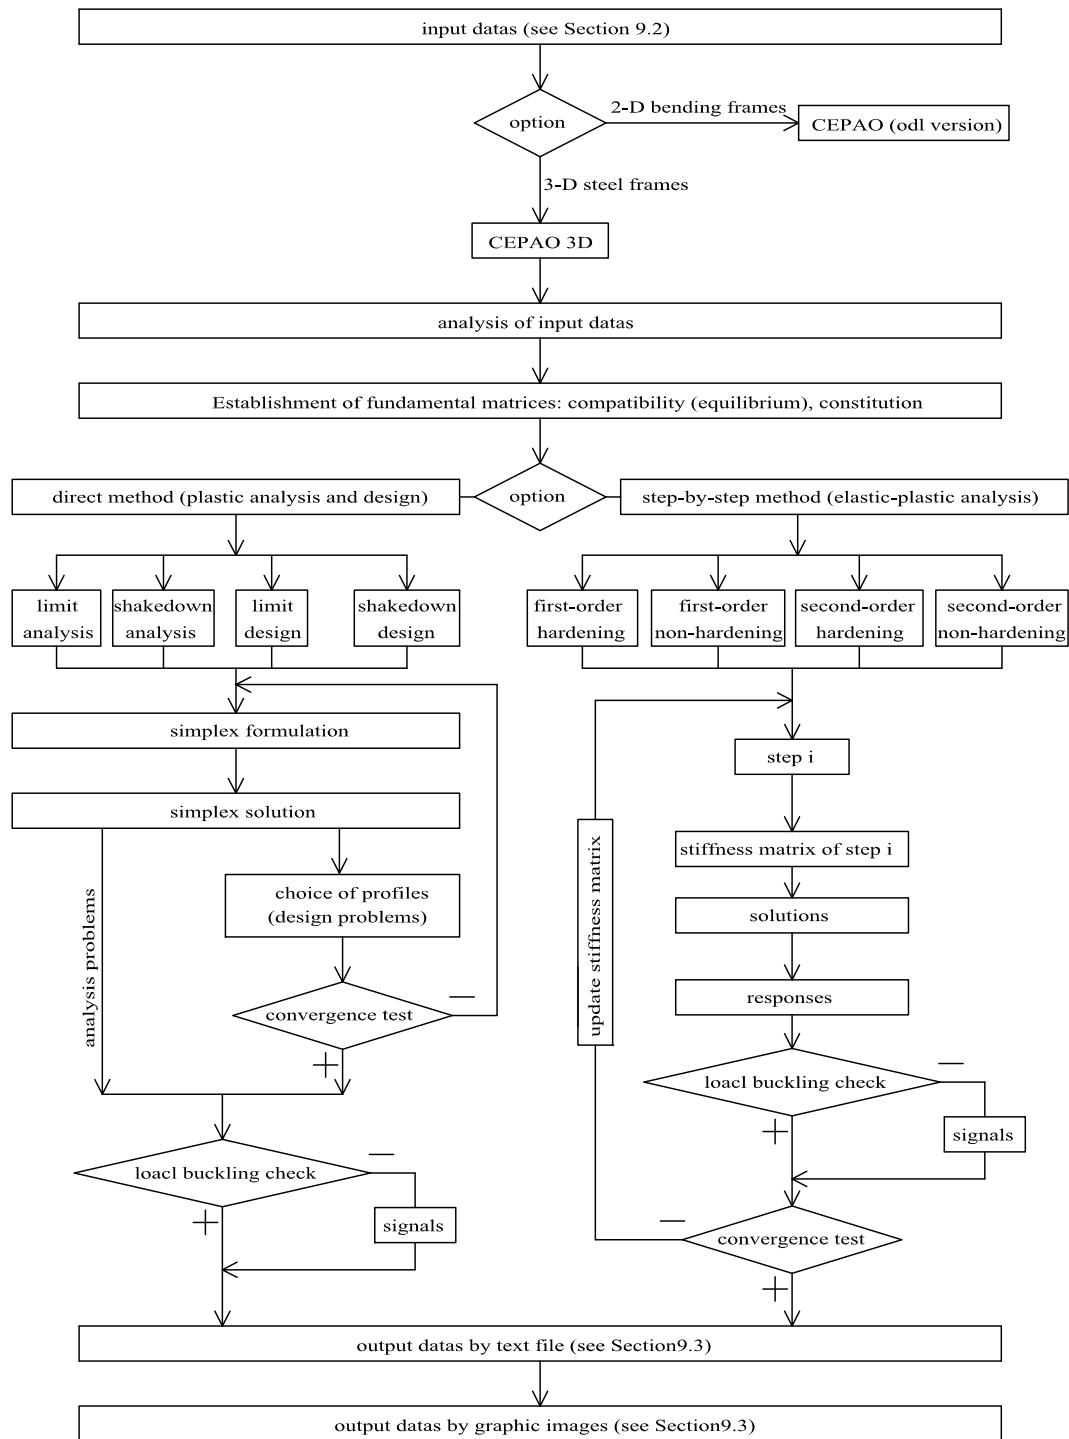 input datas (see Section 9.2)
option
2-D bending frames
CEPAO (odl version)
3-D steel frames
CEPAO 3D
analysis of input datas
Establishment of fundamental matrices: compatibility (equilibrium), constitution
direct method (plastic analysis and design)
option
step-by-step method (elastic-plastic analysis)
limit
analysis
shakedown
analysis
limit
design
shakedown
design
first-order
hardening
first-order
non-hardening
second-order
hardening
second-order
non-hardening
simplex formulation
simplex solution
analysis problems
choice of profiles
(design problems)
convergence test
−
+
loacl buckling check
−
+
signals
step i
stiffness matrix of step i
solutions
responses
update stiffness matrix
loacl buckling check
−
+
signals
convergence test
−
+
output datas by text file (see Section9.3)
output datas by graphic images (see Section9.3)